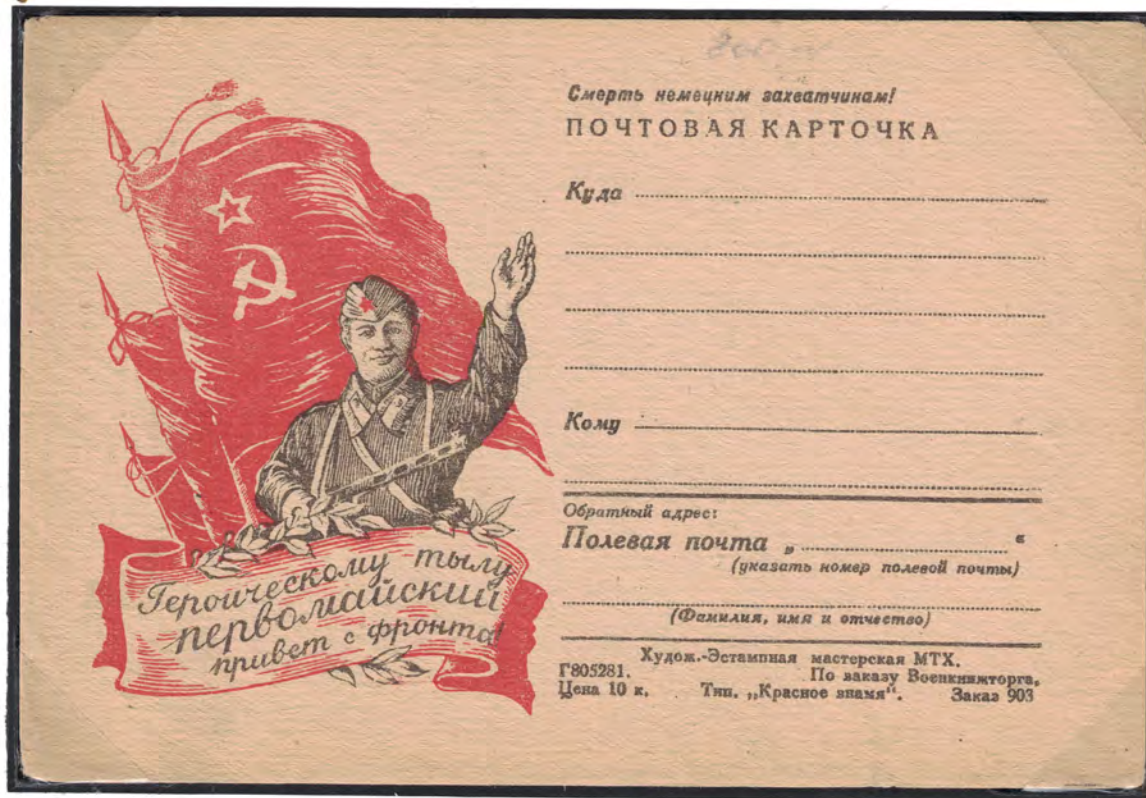 Смерть немецким захватчикам!
ПОЧТОВАЯ КАРТОЧКА
Куда
Кому
Обратный адрес:
Полевая почта „ “
(указать номер полевой почты)
(Фамилия, имя и отчество)
Героическому тылу
первомайский
привет с фронта!
Худож.-Эстампная мастерская МТХ.
Г805281. По заказу Военкнижторга.
Цена 10 к. Тип. „Красное знамя“. Заказ 903